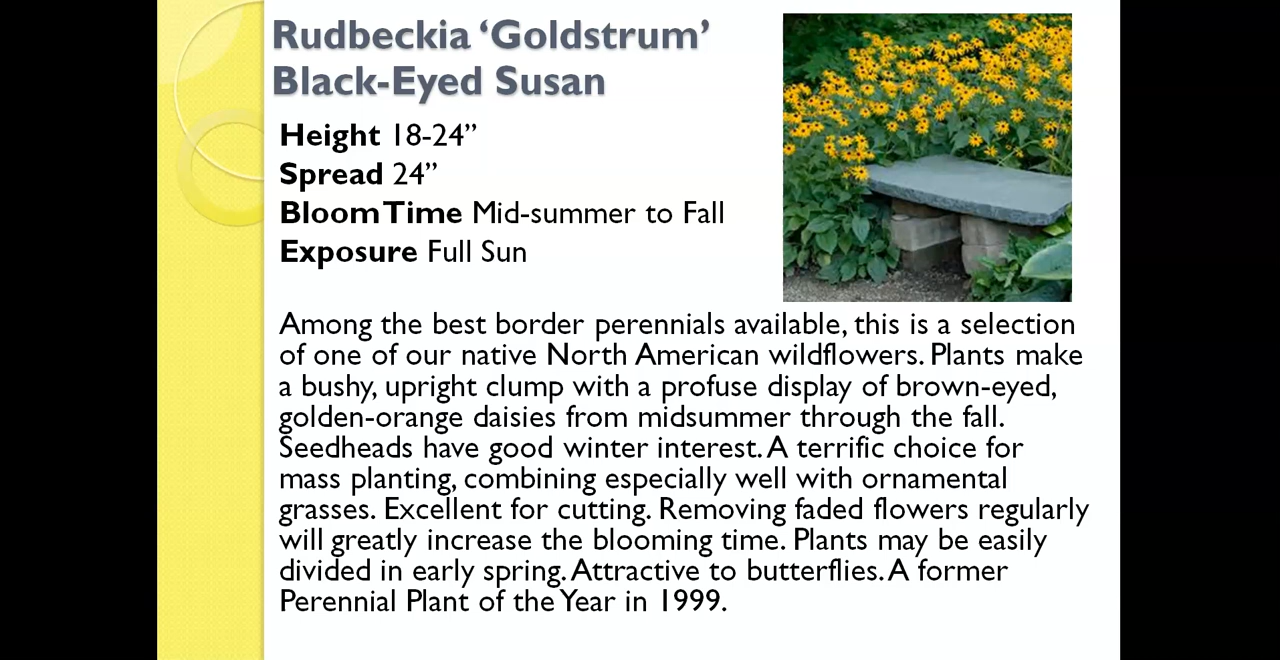 Rudbeckia ‘Goldstrum’
Black-Eyed Susan
Height 18-24”
Spread 24”
Bloom Time Mid-summer to Fall
Exposure Full Sun
Among the best border perennials available, this is a selection
of one of our native North American wildflowers. Plants make
a bushy, upright clump with a profuse display of brown-eyed,
golden-orange daisies from midsummer through the fall.
Seedheads have good winter interest. A terrific choice for
mass planting, combining especially well with ornamental
grasses. Excellent for cutting. Removing faded flowers regularly
will greatly increase the blooming time. Plants may be easily
divided in early spring. Attractive to butterflies. A former
Perennial Plant of the Year in 1999.